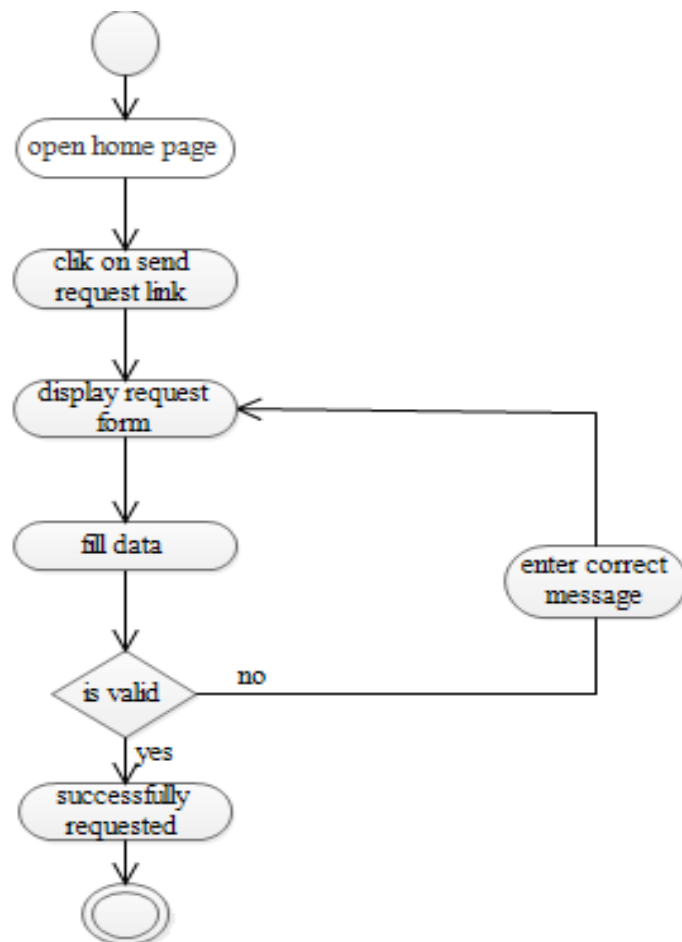 open home page
clik on send
request link
display request
form
fill data
enter correct
message
is valid
no
yes
successfully
requested